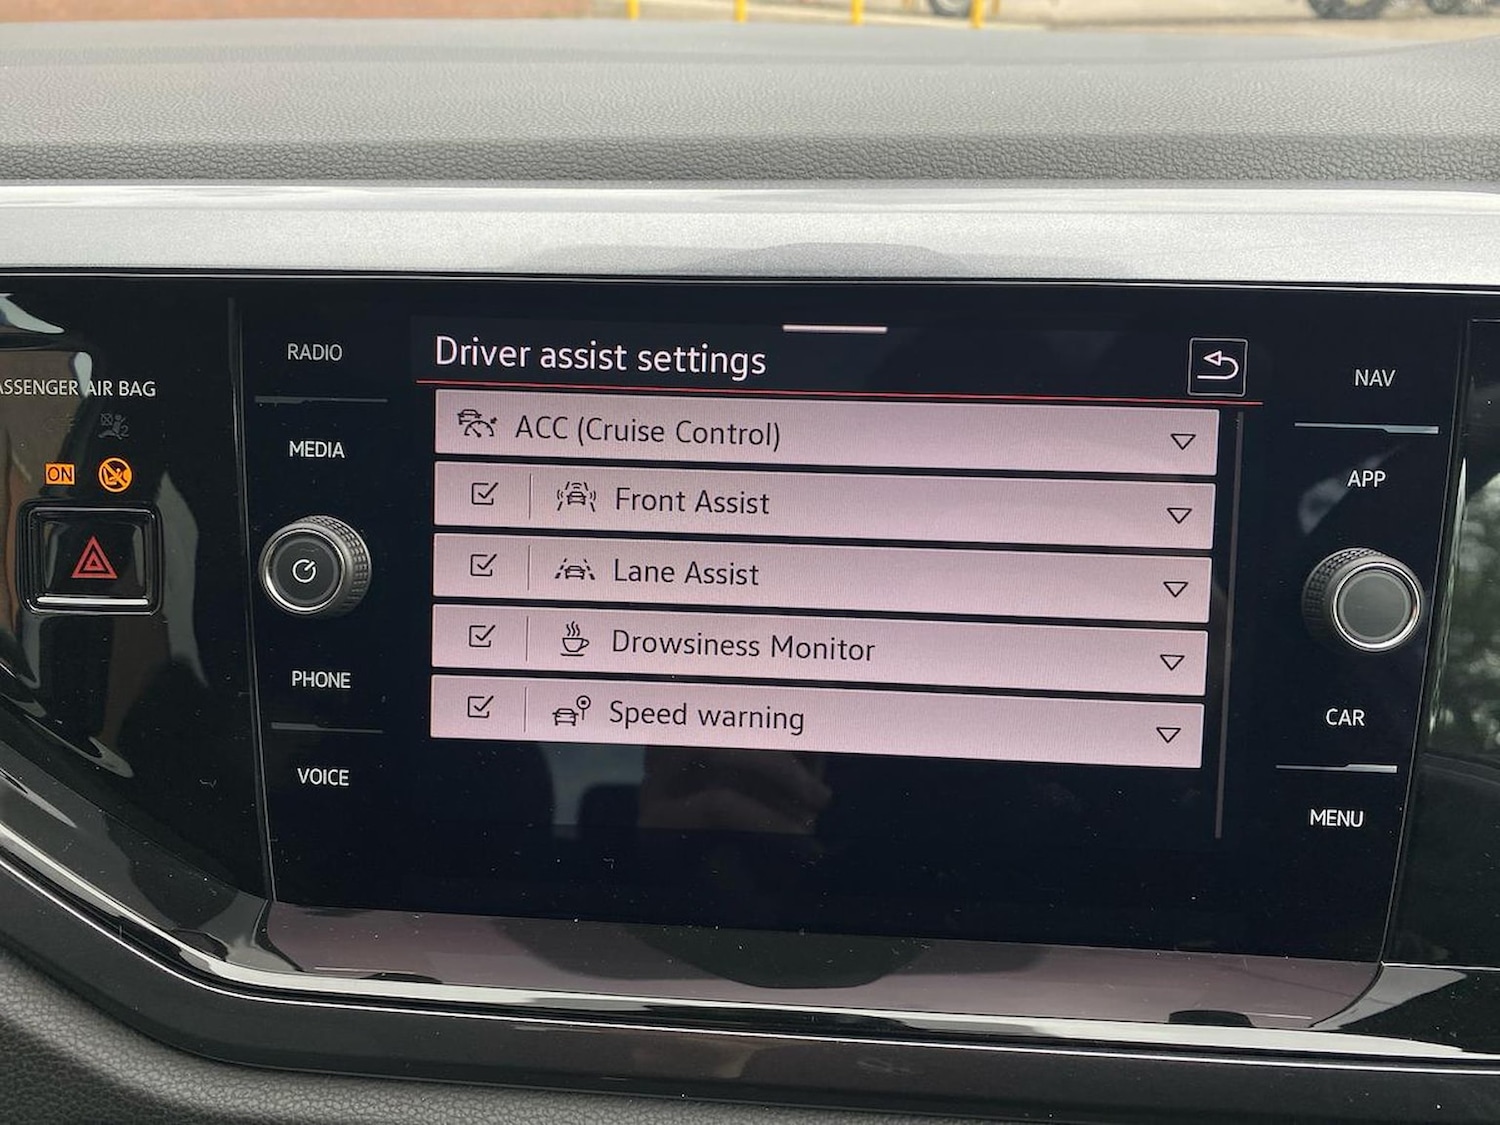 Driver assist settings
ACC (Cruise Control)
Front Assist
Lane Assist
Drowsiness Monitor
Speed warning
RADIO
MEDIA
PHONE
VOICE
NAV
APP
CAR
MENU
ASSENGER AIR BAG
ON